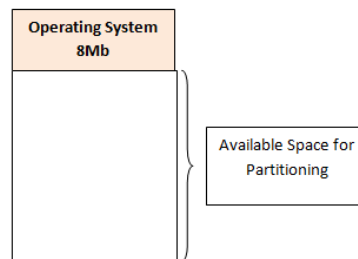 Operating System
8Mb
Available Space for
Partitioning